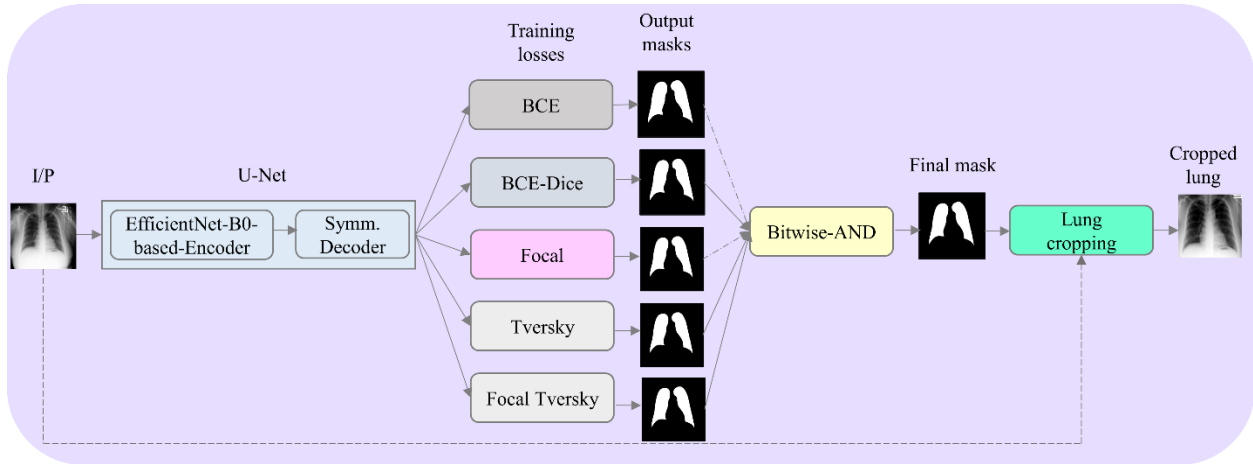 Training
losses
Output
masks
I/P
U-Net
EfficientNet-B0-
based-Encoder
Symm.
Decoder
BCE
BCE-Dice
Focal
Tversky
Focal Tversky
Bitwise-AND
Final mask
Lung
cropping
Cropped
lung